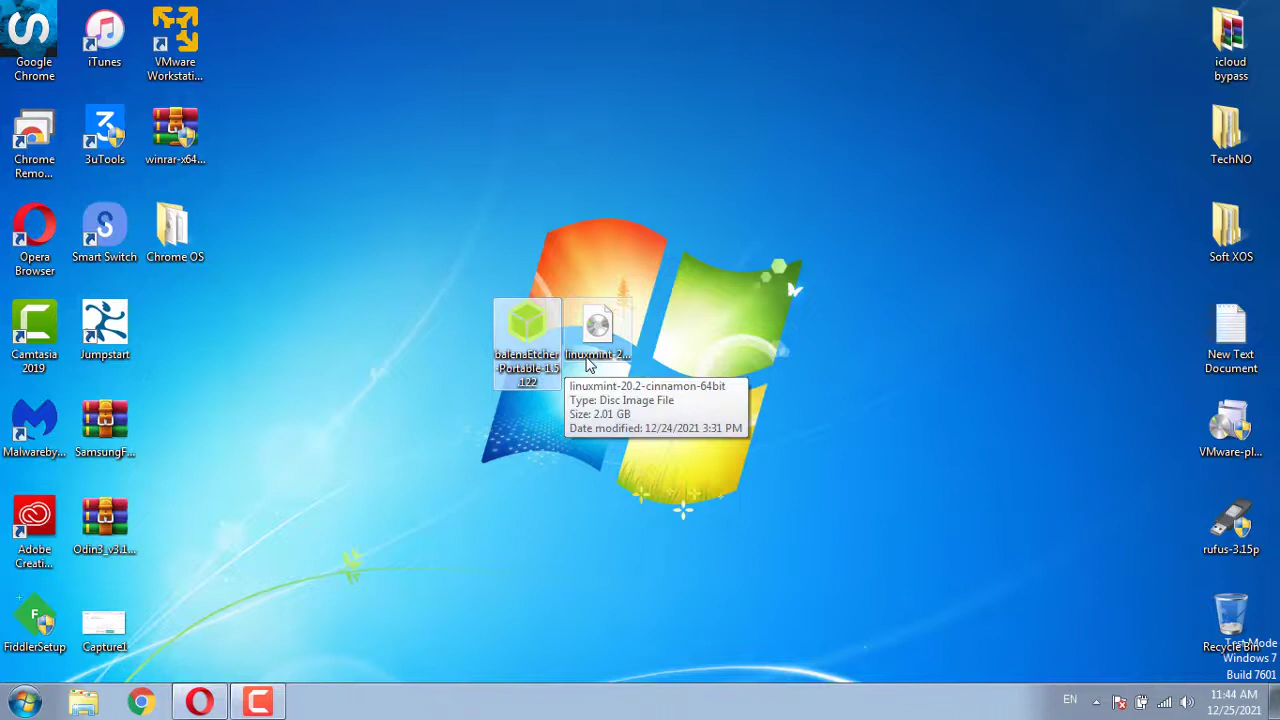 Google
Chrome
iTunes
VMware
Workstati...
Chrome
Remo...
3uTools
winrar-x64...
Opera
Browser
Smart Switch
Chrome OS
Camtasia
2019
Jumpstart
Malwareby...
SamsungF...
Adobe
Creati...
Odin3_v3.1...
FiddlerSetup
Capture1
balenaEtcher
-Portable-1.5
.122
linuxmint-2...
linuxmint-20.2-cinnamon-64bit
Type: Disc Image File
Size: 2.01 GB
Date modified: 12/24/2021 3:31 PM
icloud
bypass
TechNO
Soft XOS
New Text
Document
VMware-pl...
rufus-3.15p
Recycle Bin
Test Mode
Windows 7
Build 7601
EN
11:44 AM
12/25/2021